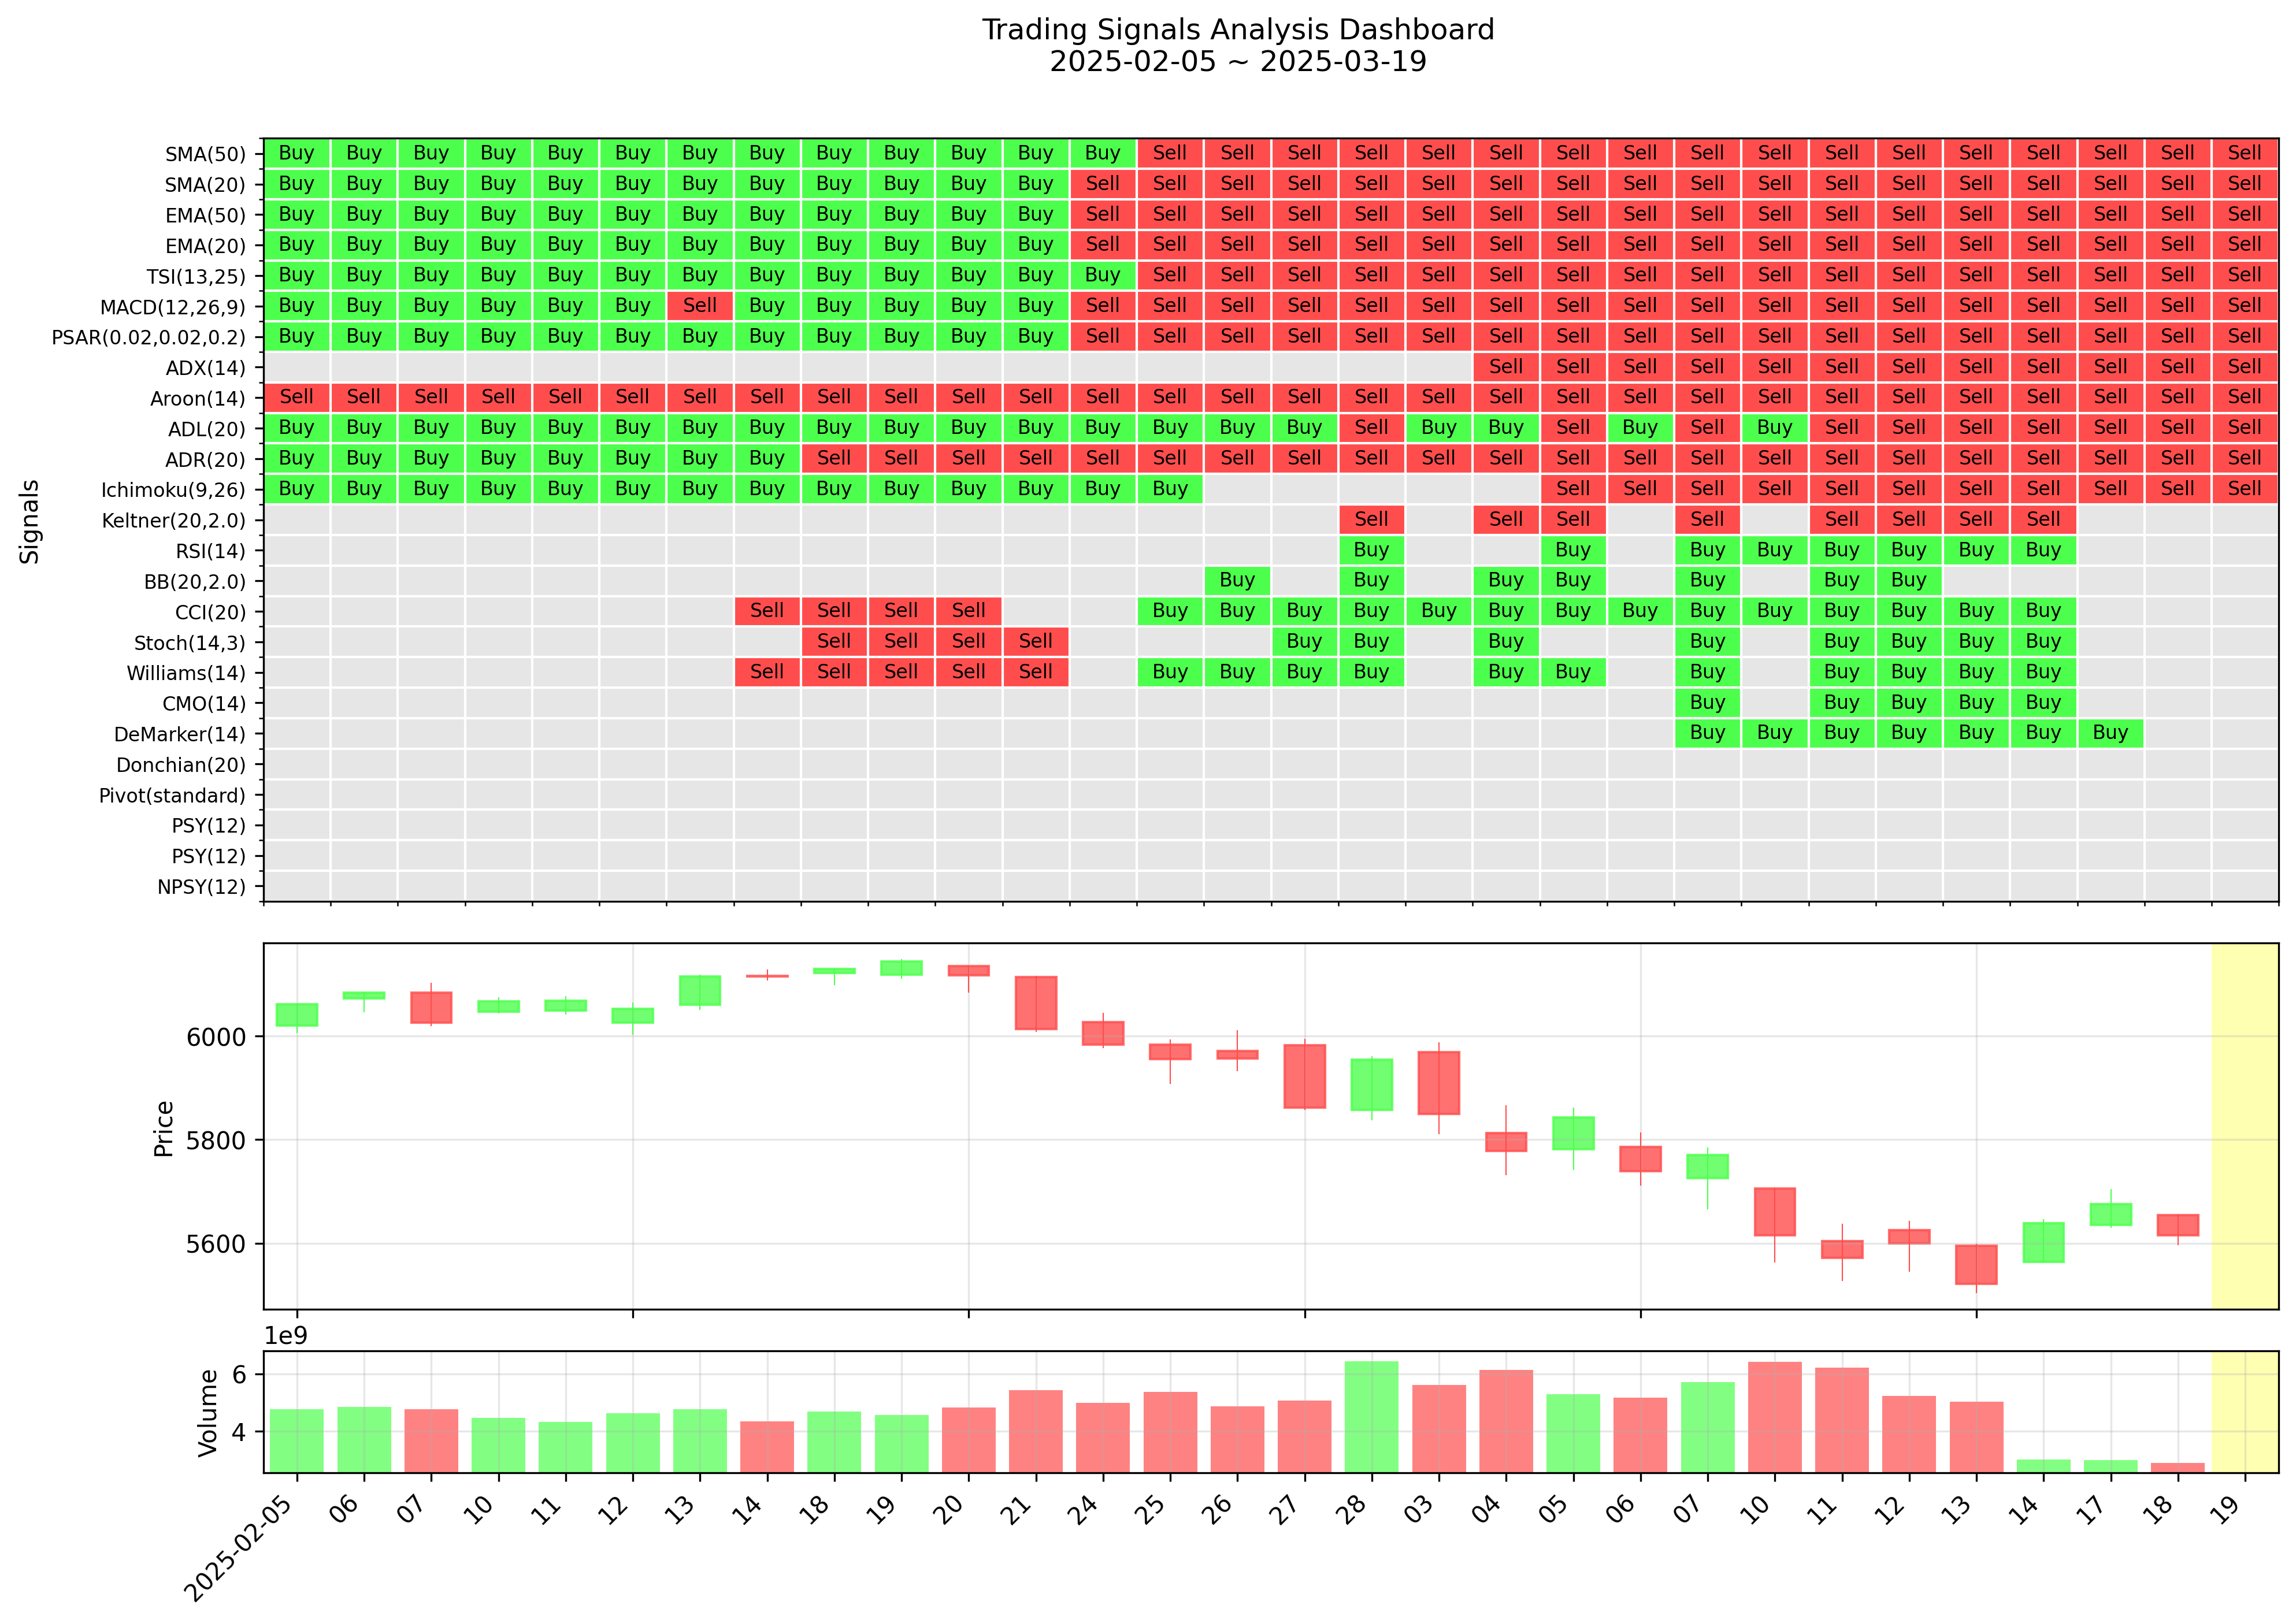 Trading Signals Analysis Dashboard
2025-02-05 ~ 2025-03-19
Signals
SMA(50) Buy Buy Buy Buy Buy Buy Buy Buy Buy Buy Buy Buy Buy Sell Sell Sell Sell Sell Sell Sell Sell Sell Sell Sell Sell Sell Sell Sell Sell Sell
SMA(20) Buy Buy Buy Buy Buy Buy Buy Buy Buy Buy Buy Buy Sell Sell Sell Sell Sell Sell Sell Sell Sell Sell Sell Sell Sell Sell Sell Sell Sell Sell
EMA(50) Buy Buy Buy Buy Buy Buy Buy Buy Buy Buy Buy Buy Sell Sell Sell Sell Sell Sell Sell Sell Sell Sell Sell Sell Sell Sell Sell Sell Sell Sell
EMA(20) Buy Buy Buy Buy Buy Buy Buy Buy Buy Buy Buy Buy Sell Sell Sell Sell Sell Sell Sell Sell Sell Sell Sell Sell Sell Sell Sell Sell Sell Sell
TSI(13,25) Buy Buy Buy Buy Buy Buy Buy Buy Buy Buy Buy Buy Buy Sell Sell Sell Sell Sell Sell Sell Sell Sell Sell Sell Sell Sell Sell Sell Sell Sell
MACD(12,26,9) Buy Buy Buy Buy Buy Buy Sell Buy Buy Buy Buy Buy Sell Sell Sell Sell Sell Sell Sell Sell Sell Sell Sell Sell Sell Sell Sell Sell Sell Sell
PSAR(0.02,0.02,0.2) Buy Buy Buy Buy Buy Buy Buy Buy Buy Buy Buy Buy Sell Sell Sell Sell Sell Sell Sell Sell Sell Sell Sell Sell Sell Sell Sell Sell Sell Sell
ADX(14) Sell Sell Sell Sell Sell Sell Sell Sell Sell Sell Sell Sell
Aroon(14) Sell Sell Sell Sell Sell Sell Sell Sell Sell Sell Sell Sell Sell Sell Sell Sell Sell Sell Sell Sell Sell Sell Sell Sell Sell Sell Sell Sell Sell Sell
ADL(20) Buy Buy Buy Buy Buy Buy Buy Buy Buy Buy Buy Buy Buy Buy Buy Buy Sell Buy Buy Sell Buy Sell Buy Sell Sell Sell Sell Sell Sell Sell
ADR(20) Buy Buy Buy Buy Buy Buy Buy Buy Sell Sell Sell Sell Sell Sell Sell Sell Sell Sell Sell Sell Sell Sell Sell Sell Sell Sell Sell Sell Sell Sell
Ichimoku(9,26) Buy Buy Buy Buy Buy Buy Buy Buy Buy Buy Buy Buy Buy Buy Sell Sell Sell Sell Sell Sell Sell Sell Sell Sell Sell
Keltner(20,2.0) Sell Sell Sell Sell Sell Sell Sell Sell
RSI(14) Buy Buy Buy Buy Buy Buy Buy Buy
BB(20,2.0) Buy Buy Buy Buy Buy Buy Buy
CCI(20) Sell Sell Sell Sell Buy Buy Buy Buy Buy Buy Buy Buy Buy Buy Buy Buy Buy Buy
Stoch(14,3) Sell Sell Sell Sell Buy Buy Buy Buy Buy Buy Buy Buy
Williams(14) Sell Sell Sell Sell Sell Buy Buy Buy Buy Buy Buy Buy Buy Buy Buy Buy
CMO(14) Buy Buy Buy Buy Buy
DeMarker(14) Buy Buy Buy Buy Buy Buy Buy
Donchian(20)
Pivot(standard)
PSY(12)
PSY(12)
NPSY(12)
Price
6000
5800
5600
1e9
Volume
6
4
2025-02-05 06 07 10 11 12 13 14 18 19 20 21 24 25 26 27 28 03 04 05 06 07 10 11 12 13 14 17 18 19